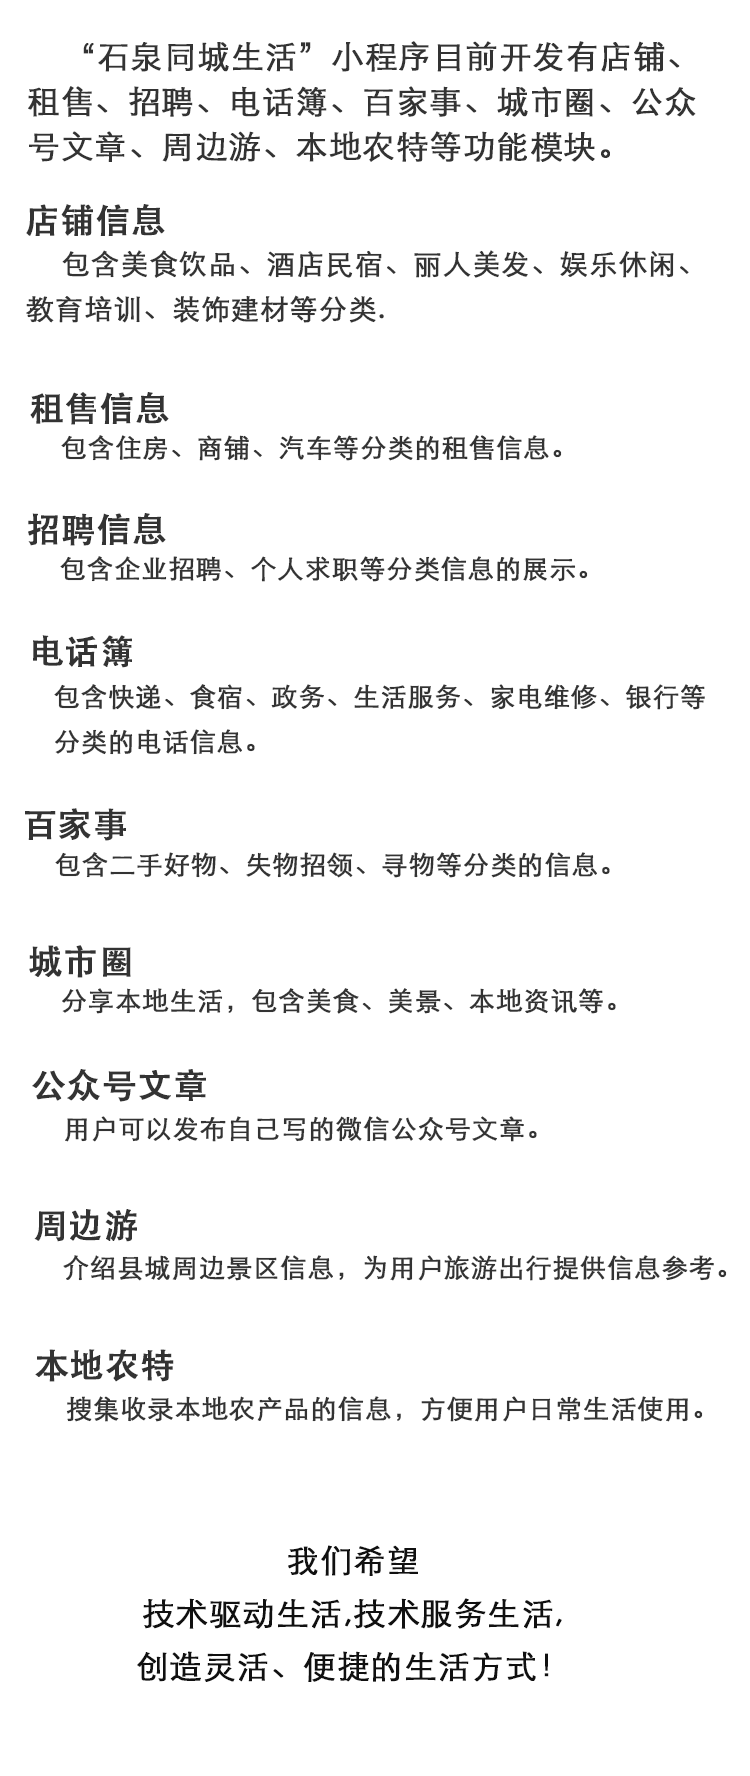 “石泉同城生活”小程序目前开发有店铺、
租售、招聘、电话簿、百家事、城市圈、公众
号文章、周边游、本地农特等功能模块。
店铺信息
包含美食饮品、酒店民宿、丽人美发、娱乐休闲、
教育培训、装饰建材等分类.
租售信息
包含住房、商铺、汽车等分类的租售信息。
招聘信息
包含企业招聘、个人求职等分类信息的展示。
电话簿
包含快递、食宿、政务、生活服务、家电维修、银行等
分类的电话信息。
百家事
包含二手好物、失物招领、寻物等分类的信息。
城市圈
分享本地生活，包含美食、美景、本地资讯等。
公众号文章
用户可以发布自己写的微信公众号文章。
周边游
介绍县城周边景区信息，为用户旅游出行提供信息参考。
本地农特
搜集收录本地农产品的信息，方便用户日常生活使用。
我们希望
技术驱动生活,技术服务生活,
创造灵活、便捷的生活方式！